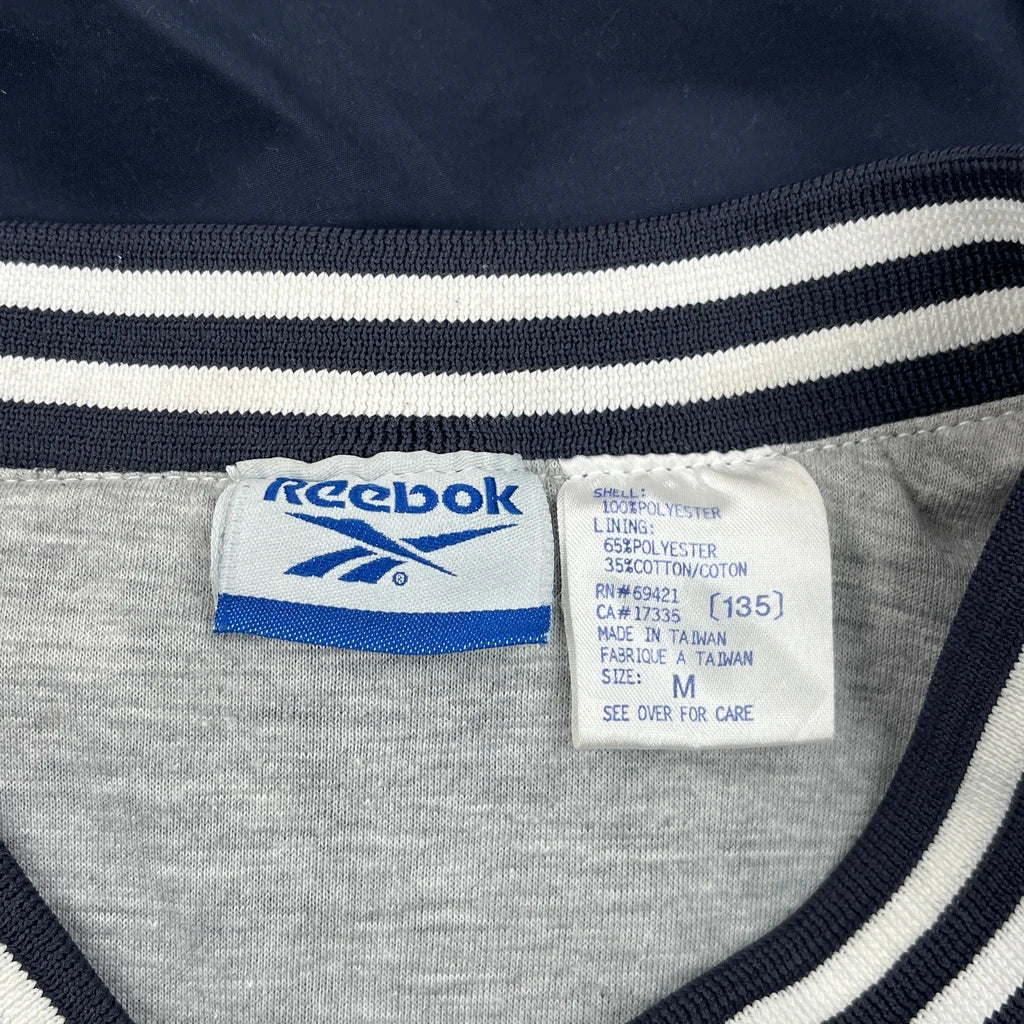 Reebok
®
SHELL:
100%POLYESTER
LINING:
65%POLYESTER
35%COTTON/COTON
RN#69421
CA#17335 [135]
MADE IN TAIWAN
FABRIQUE A TAIWAN
SIZE: M
SEE OVER FOR CARE